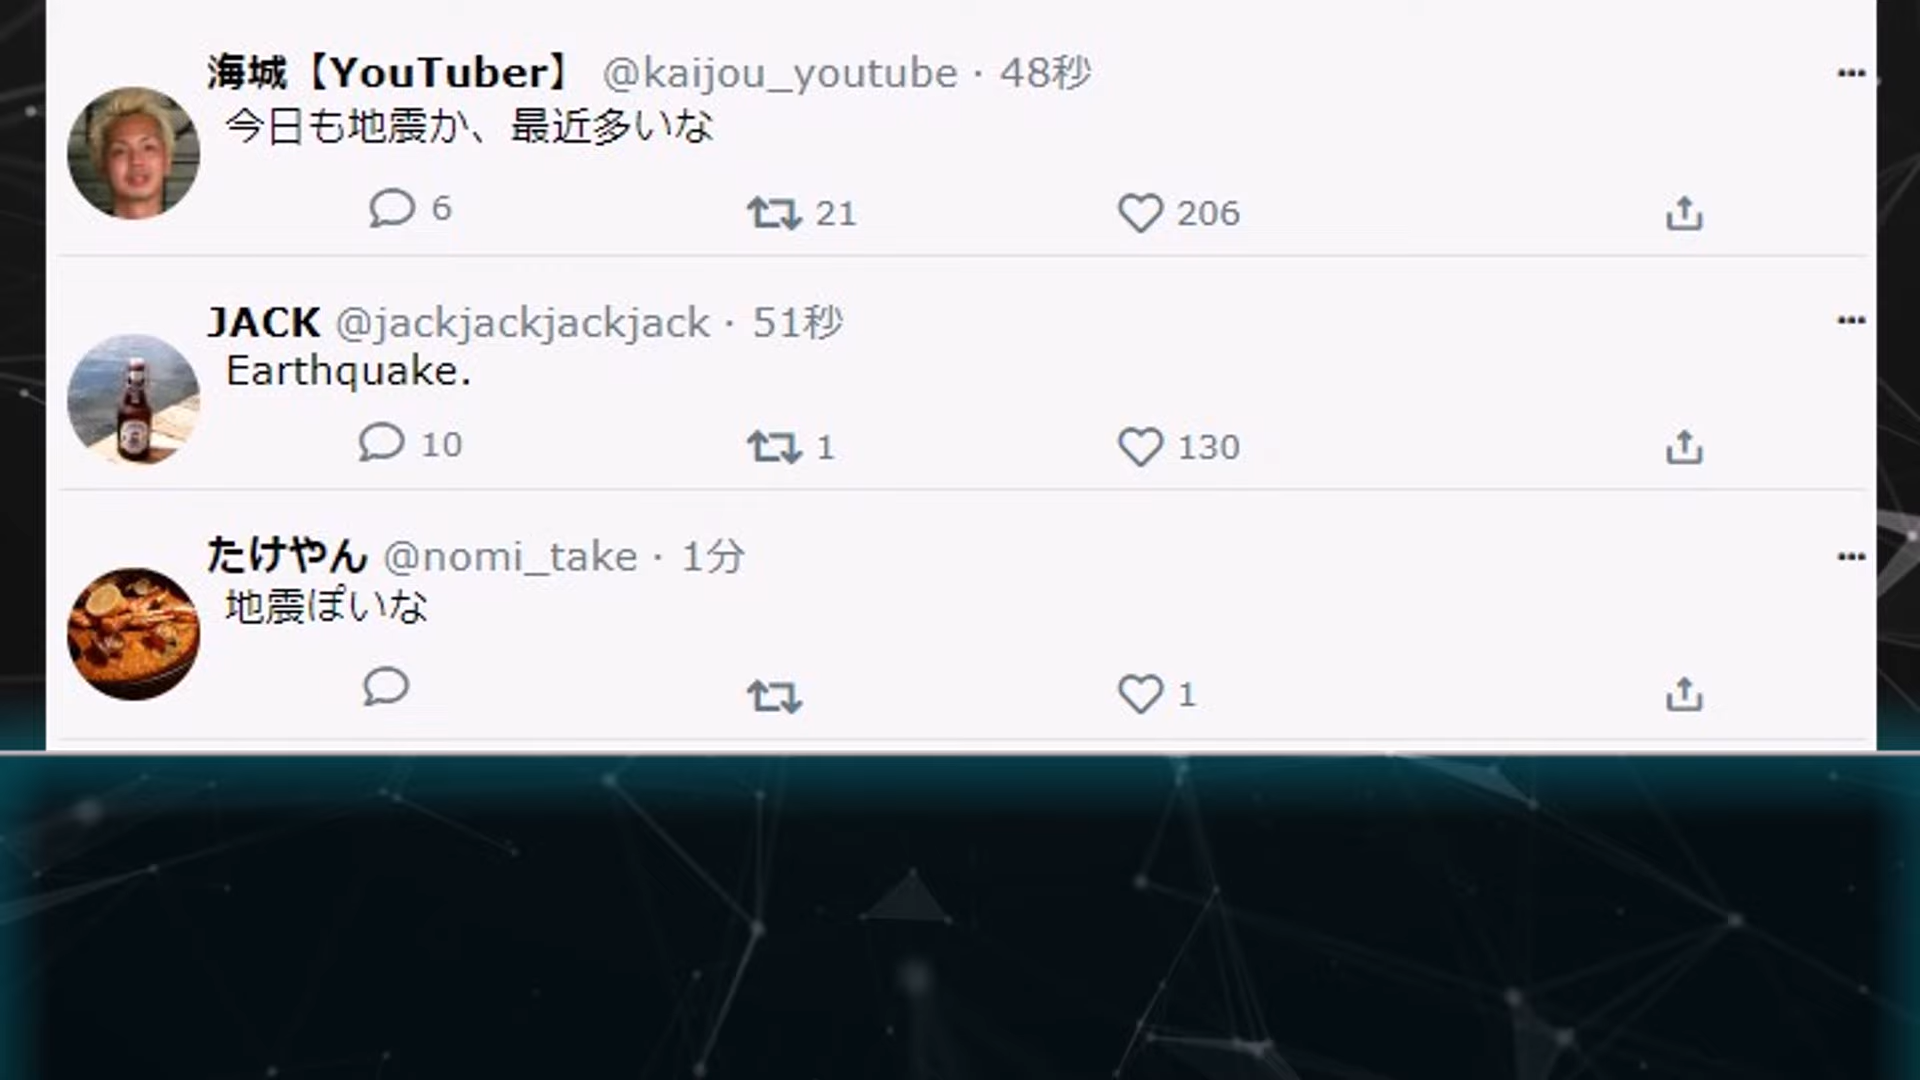 海城【YouTuber】 @kaijou_youtube · 48秒
今日も地震か、最近多いな
6 21 206
JACK @jackjackjackjack · 51秒
Earthquake.
10 1 130
たけやん @nomi_take · 1分
地震ぽいな
1